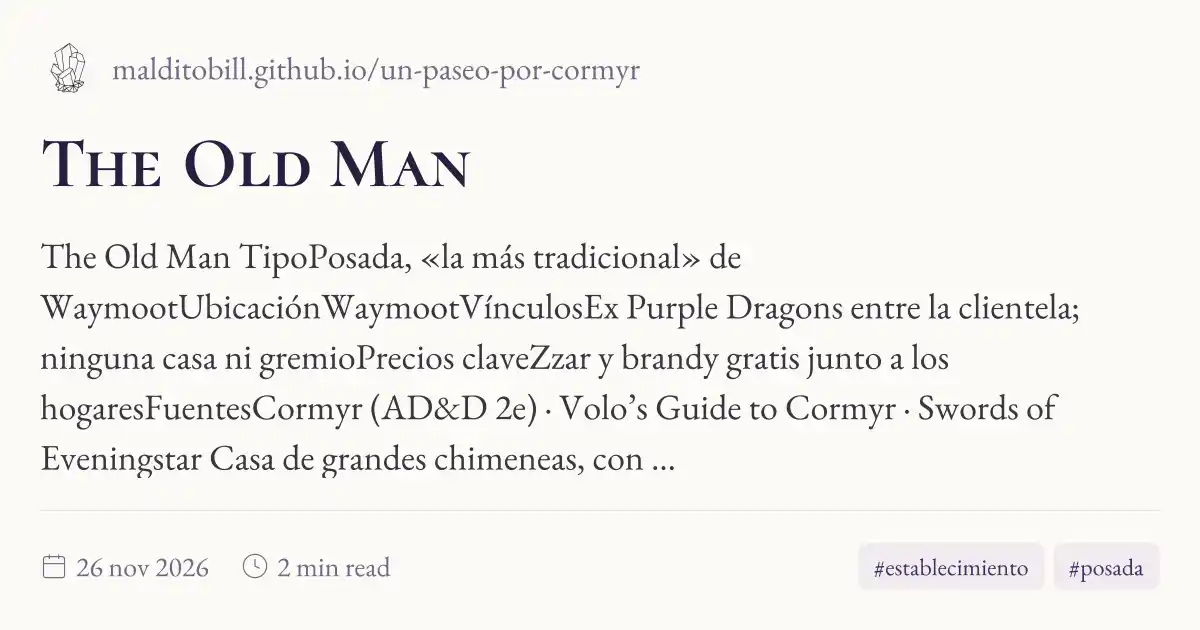 malditobill.github.io/un-paseo-por-cormyr
The Old Man
The Old Man TipoPosada, «la más tradicional» de
WaymootUbicaciónWaymootVínculosEx Purple Dragons entre la clientela;
ninguna casa ni gremioPrecios claveZzar y brandy gratis junto a los
hogaresFuentesCormyr (AD&D 2e) · Volo’s Guide to Cormyr · Swords of
Eveningstar Casa de grandes chimeneas, con ...
26 nov 2026 2 min read #establecimiento #posada